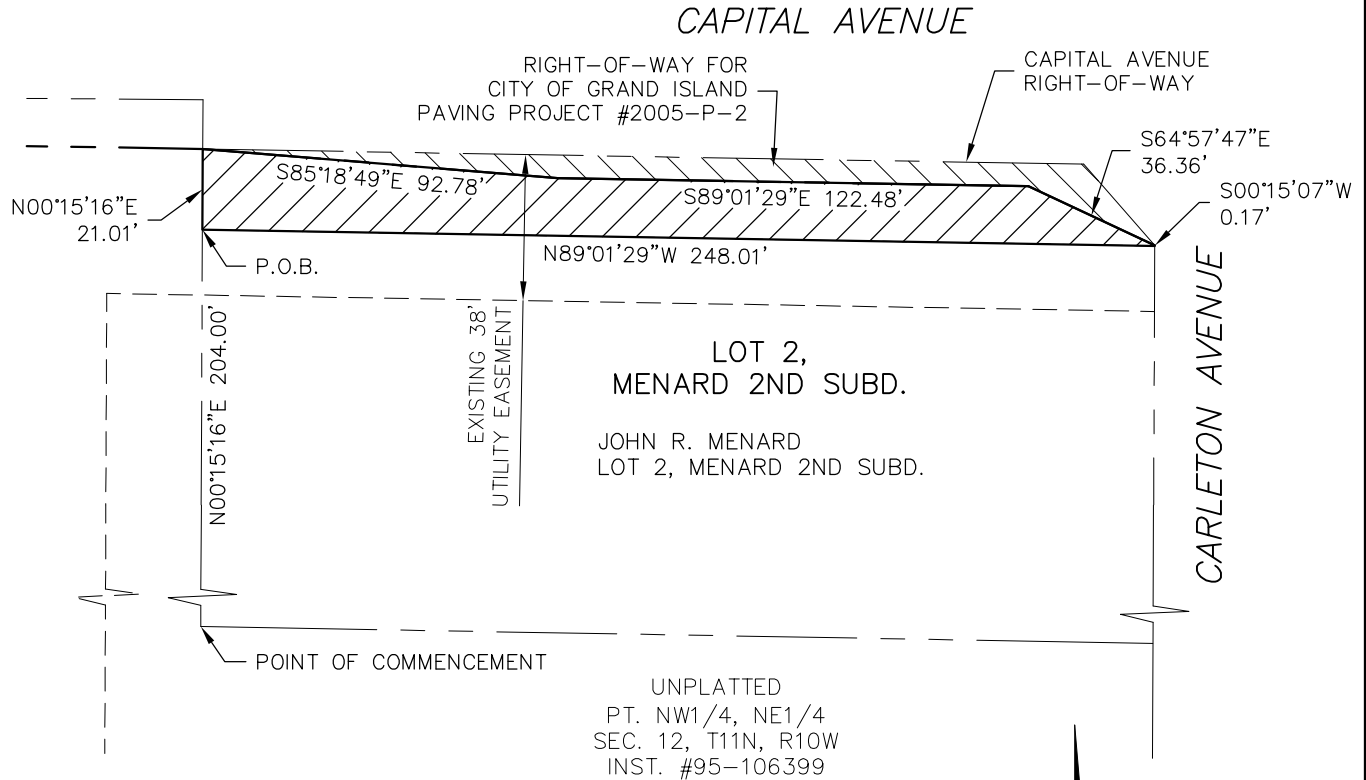 CAPITAL AVENUE
RIGHT-OF-WAY FOR
CITY OF GRAND ISLAND
PAVING PROJECT #2005-P-2
CAPITAL AVENUE
RIGHT-OF-WAY
S64°57'47"E
36.36'
S85°18'49"E 92.78'
S89°01'29"E 122.48'
S00°15'07"W
0.17'
N00°15'16"E
21.01'
N89°01'29"W 248.01'
P.O.B.
N00°15'16"E 204.00'
EXISTING 38'
UTILITY EASEMENT
LOT 2,
MENARD 2ND SUBD.
JOHN R. MENARD
LOT 2, MENARD 2ND SUBD.
CARLETON AVENUE
POINT OF COMMENCEMENT
UNPLATTED
PT. NW1/4, NE1/4
SEC. 12, T11N, R10W
INST. #95-106399